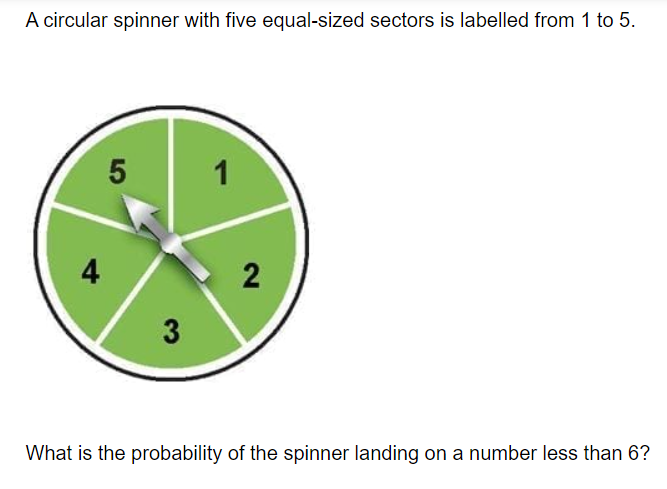 A circular spinner with five equal-sized sectors is labelled from 1 to 5.
5 1
4 2
3
What is the probability of the spinner landing on a number less than 6?